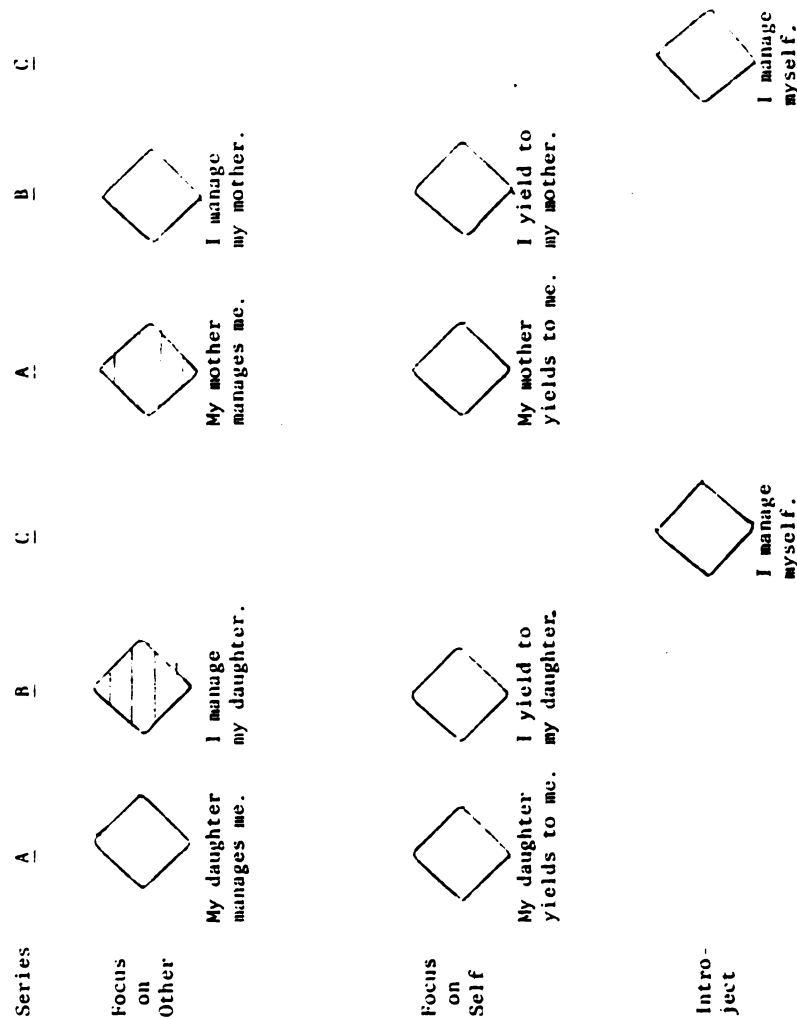 Series A B C A B C
Focus
on
Other
My daughter
manages me.
I manage
my daughter.
My mother
manages me.
I manage
my mother.
Focus
on
Self
My daughter
yields to me.
I yield to
my daughter.
My mother
yields to me.
I yield to
my mother.
Intro-
ject
I manage
myself.
I manage
myself.